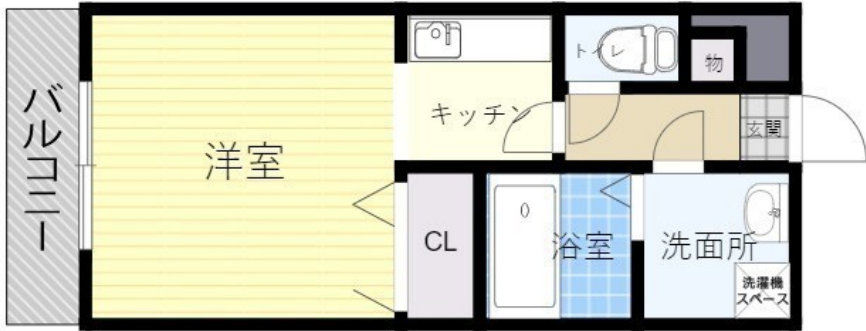 バルコニー
洋室
キッチン
トイレ
物
玄関
CL
浴室
洗面所
洗濯機
スペース